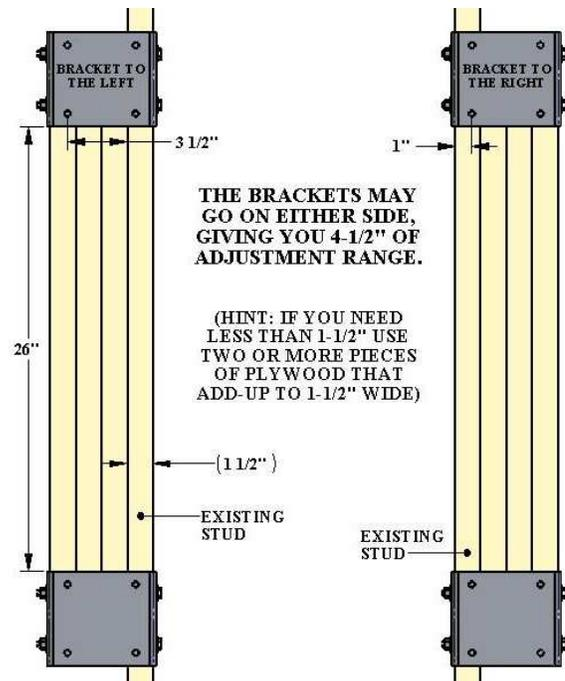 BRACKET TO
THE LEFT
BRACKET TO
THE RIGHT
3 1/2"
1"
THE BRACKETS MAY
GO ON EITHER SIDE,
GIVING YOU 4-1/2" OF
ADJUSTMENT RANGE.
26"
(HINT: IF YOU NEED
LESS THAN 1-1/2" USE
TWO OR MORE PIECES
OF PLYWOOD THAT
ADD-UP TO 1-1/2" WIDE)
(1 1/2")
EXISTING
STUD
EXISTING
STUD